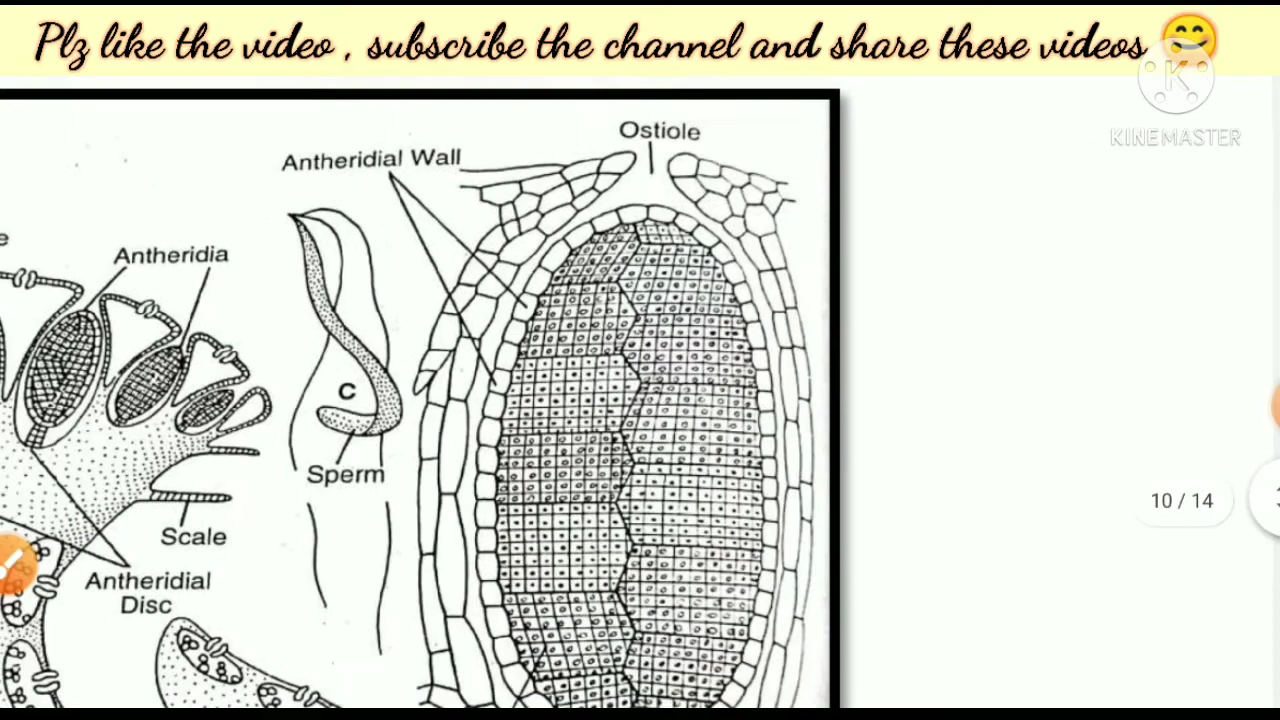 Plz like the video , subscribe the channel and share these videos
K
KINEMASTER
Ostiole
Antheridial Wall
e
Antheridia
C
Sperm
10 / 14
Scale
Antheridial
Disc